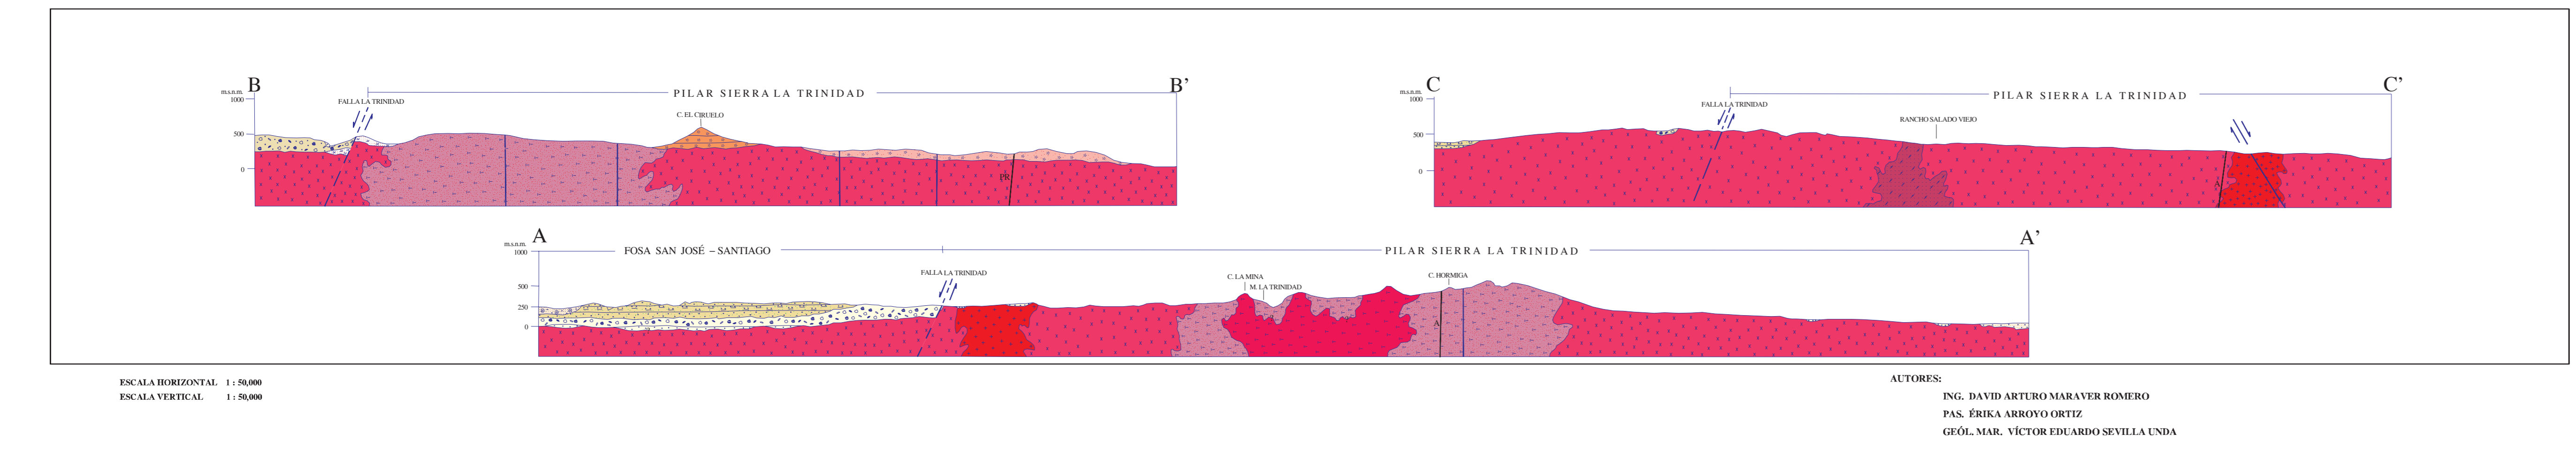 B
B'
m.s.n.m.
1000
500
0
PILAR SIERRA LA TRINIDAD
FALLA LA TRINIDAD
C. EL CIRUELO
PR
C
C'
m.s.n.m.
1000
500
0
PILAR SIERRA LA TRINIDAD
FALLA LA TRINIDAD
RANCHO SALADO VIEJO
A
A
A'
m.s.n.m.
1000
500
250
0
FOSA SAN JOSÉ – SANTIAGO
PILAR SIERRA LA TRINIDAD
FALLA LA TRINIDAD
C. LA MINA
M. LA TRINIDAD
C. HORMIGA
A
ESCALA HORIZONTAL 1 : 50,000
ESCALA VERTICAL 1 : 50,000
AUTORES:
ING. DAVID ARTURO MARAVER ROMERO
PAS. ÉRIKA ARROYO ORTIZ
GEÓL. MAR. VÍCTOR EDUARDO SEVILLA UNDA